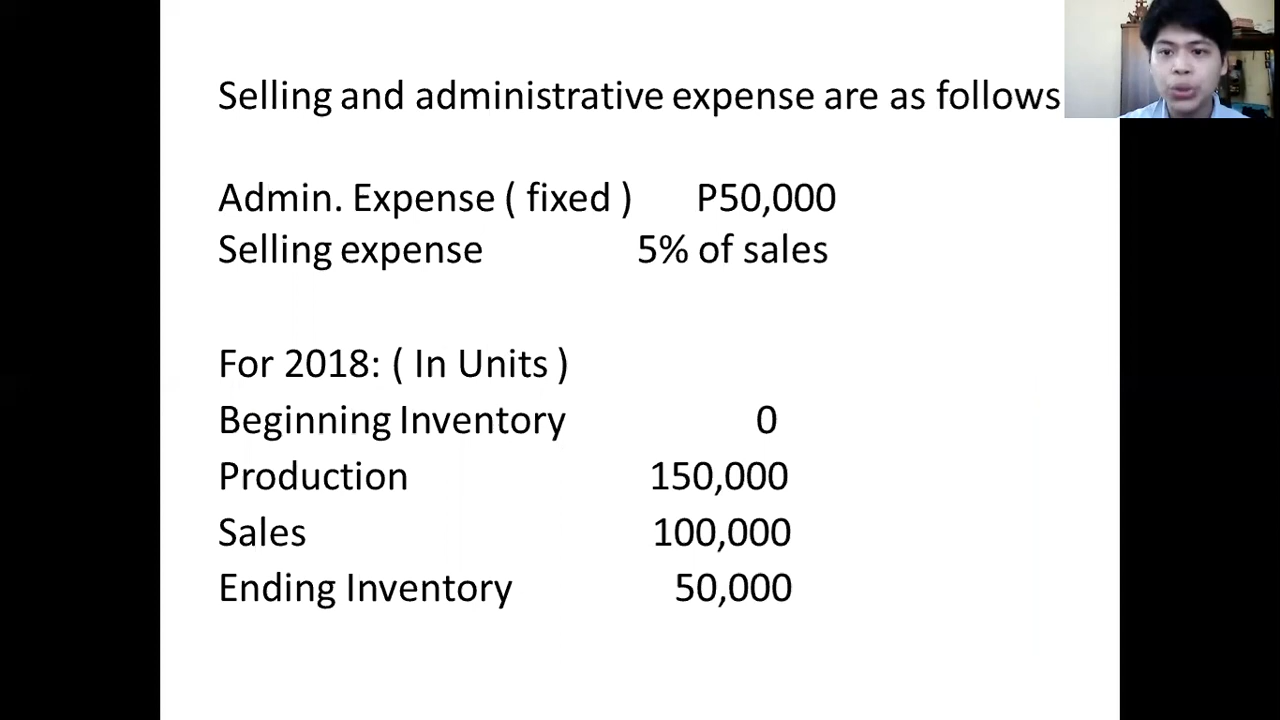 Selling and administrative expense are as follows
Admin. Expense ( fixed ) P50,000
Selling expense 5% of sales
For 2018: ( In Units )
Beginning Inventory 0
Production 150,000
Sales 100,000
Ending Inventory 50,000